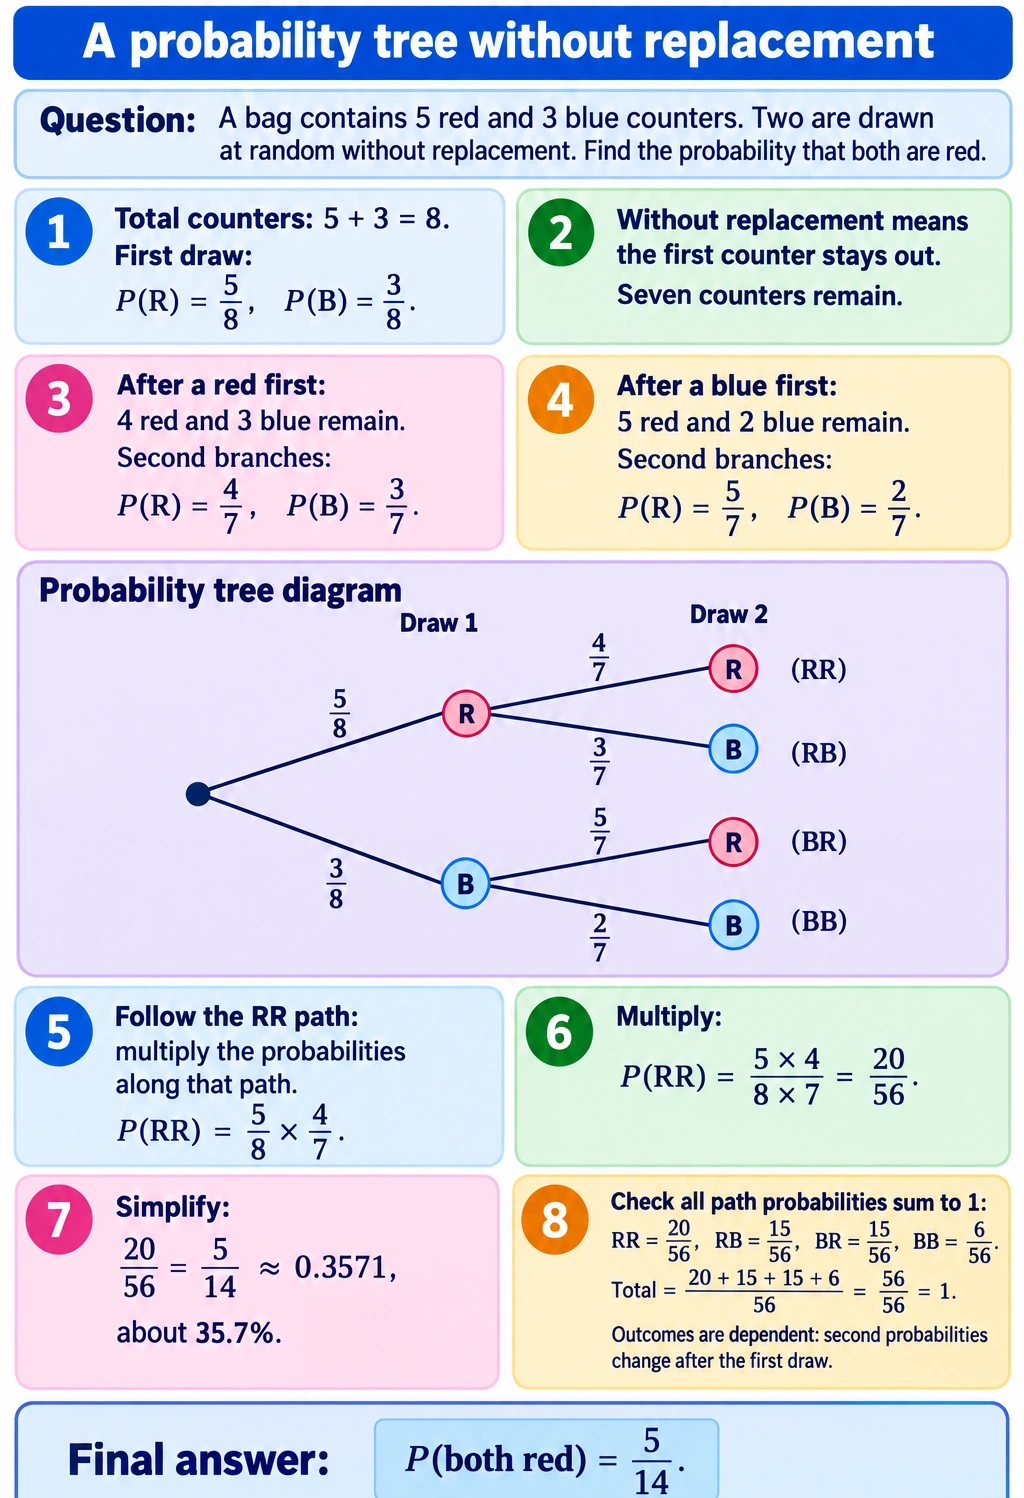 A probability tree without replacement
Question: A bag contains 5 red and 3 blue counters. Two are drawn
at random without replacement. Find the probability that both are red.
1
Total counters: 5 + 3 = 8.
First draw:
P(R) = 5/8, P(B) = 3/8.
2
Without replacement means
the first counter stays out.
Seven counters remain.
3
After a red first:
4 red and 3 blue remain.
Second branches:
P(R) = 4/7, P(B) = 3/7.
4
After a blue first:
5 red and 2 blue remain.
Second branches:
P(R) = 5/7, P(B) = 2/7.
Probability tree diagram
Draw 1
Draw 2
5/8
R
4/7
R (RR)
3/7
B (RB)
3/8
B
5/7
R (BR)
2/7
B (BB)
5
Follow the RR path:
multiply the probabilities
along that path.
P(RR) = 5/8 × 4/7.
6
Multiply:
P(RR) = (5 × 4)/(8 × 7) = 20/56.
7
Simplify:
20/56 = 5/14 ≈ 0.3571,
about 35.7%.
8
Check all path probabilities sum to 1:
RR = 20/56, RB = 15/56, BR = 15/56, BB = 6/56.
Total = (20 + 15 + 15 + 6)/56 = 56/56 = 1.
Outcomes are dependent: second probabilities
change after the first draw.
Final answer: P(both red) = 5/14.